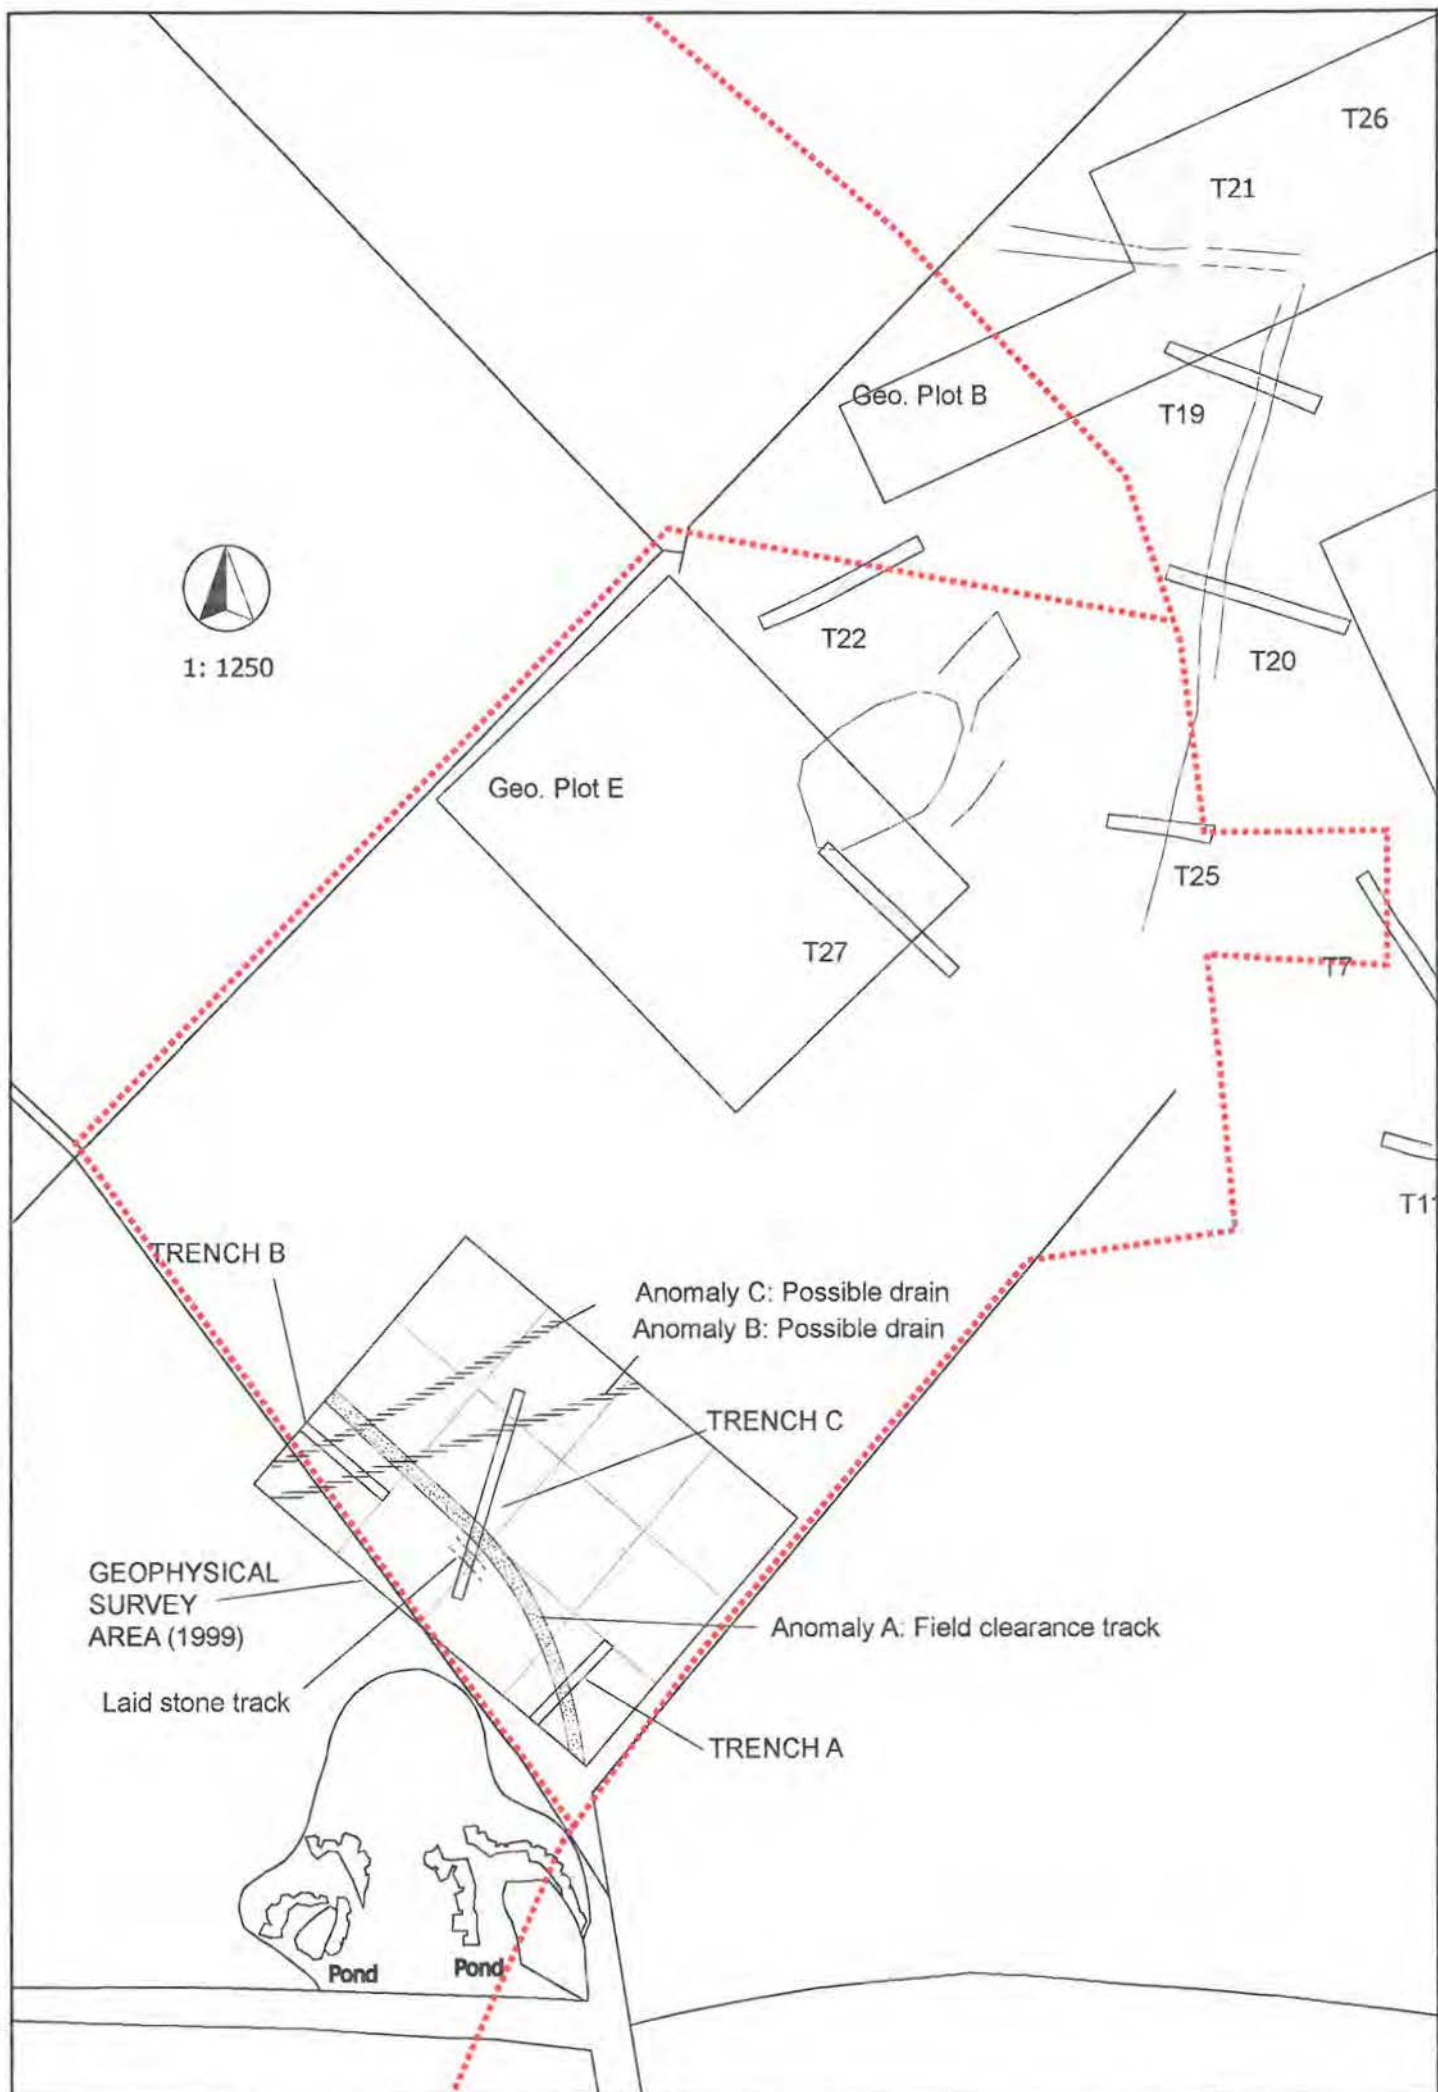 T26
T21
Geo. Plot B
T19
1: 1250
T22
T20
Geo. Plot E
T25
T27
T7
T11
TRENCH B
Anomaly C: Possible drain
Anomaly B: Possible drain
TRENCH C
GEOPHYSICAL
SURVEY
AREA (1999)
Anomaly A: Field clearance track
Laid stone track
TRENCH A
Pond
Pond